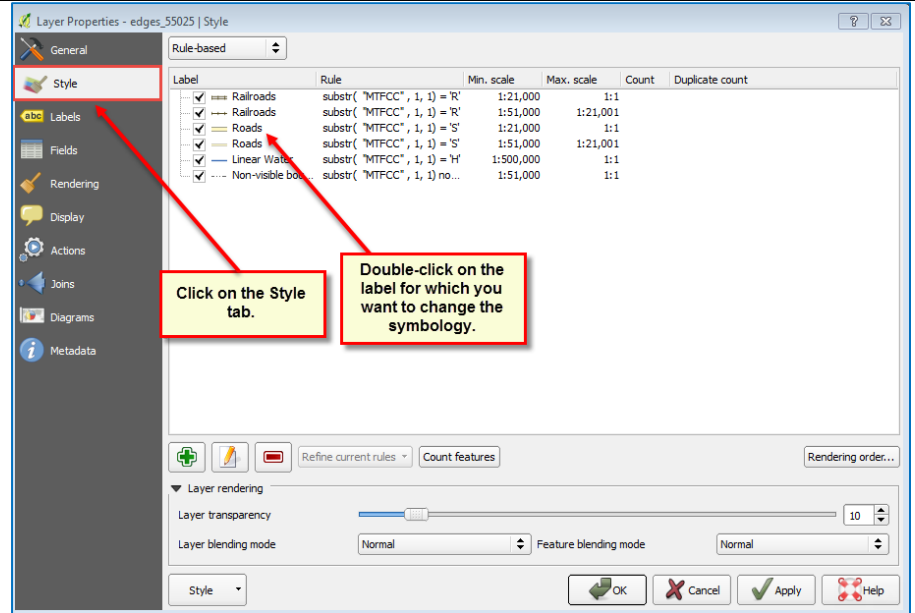 Layer Properties - edges_55025 | Style
General
Rule-based
Style
Label Rule Min. scale Max. scale Count Duplicate count
Railroads substr( "MTFCC" , 1, 1) = 'R' 1:21,000 1:1
Railroads substr( "MTFCC" , 1, 1) = 'R' 1:51,000 1:21,001
Roads substr( "MTFCC" , 1, 1) = 'S' 1:21,000 1:1
Roads substr( "MTFCC" , 1, 1) = 'S' 1:51,000 1:21,001
Linear Water substr( "MTFCC" , 1, 1) = 'H' 1:500,000 1:1
Non-visible bou... substr( "MTFCC" , 1, 1) no... 1:51,000 1:1
abc Labels
Fields
Rendering
Display
Actions
Joins
Diagrams
Metadata
Click on the Style
tab.
Double-click on the
label for which you
want to change the
symbology.
Refine current rules Count features Rendering order...
Layer rendering
Layer transparency 10
Layer blending mode Normal Feature blending mode Normal
Style OK Cancel Apply Help